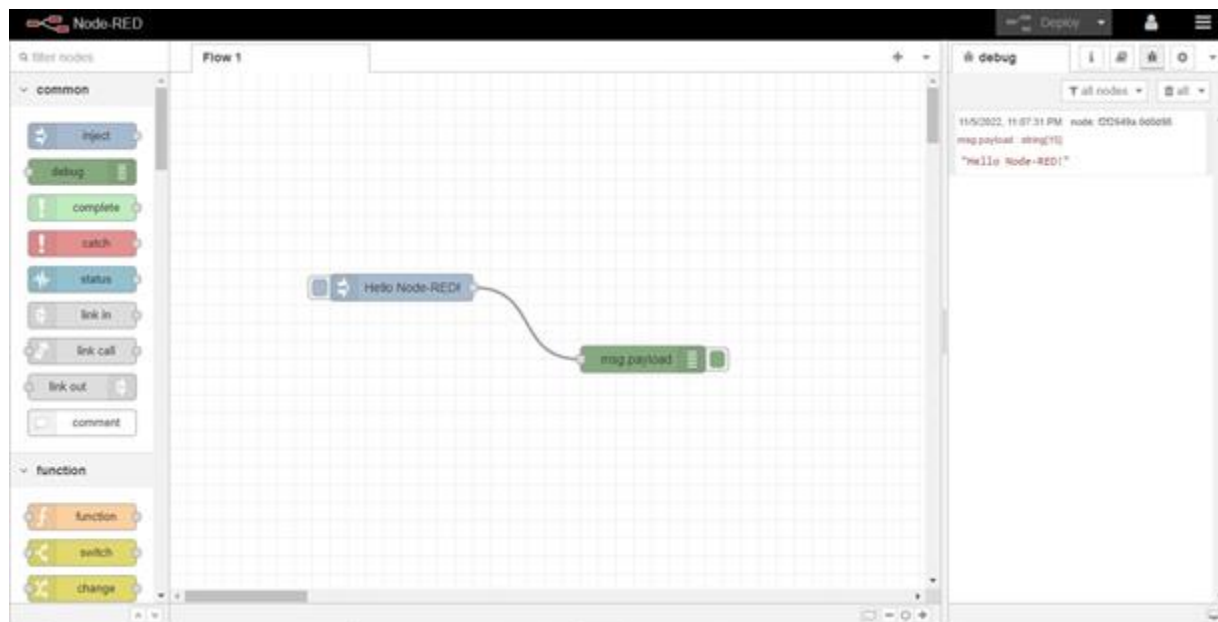 Node-RED
Deploy
filter nodes
Flow 1
debug
i
common
all nodes
all
inject
11/5/2022, 11:07:31 PM node:
msg.payload : string[15]
"Hello Node-RED!"
debug
complete
catch
status
Hello Node-RED!
link in
link call
msg.payload
link out
comment
function
function
switch
change